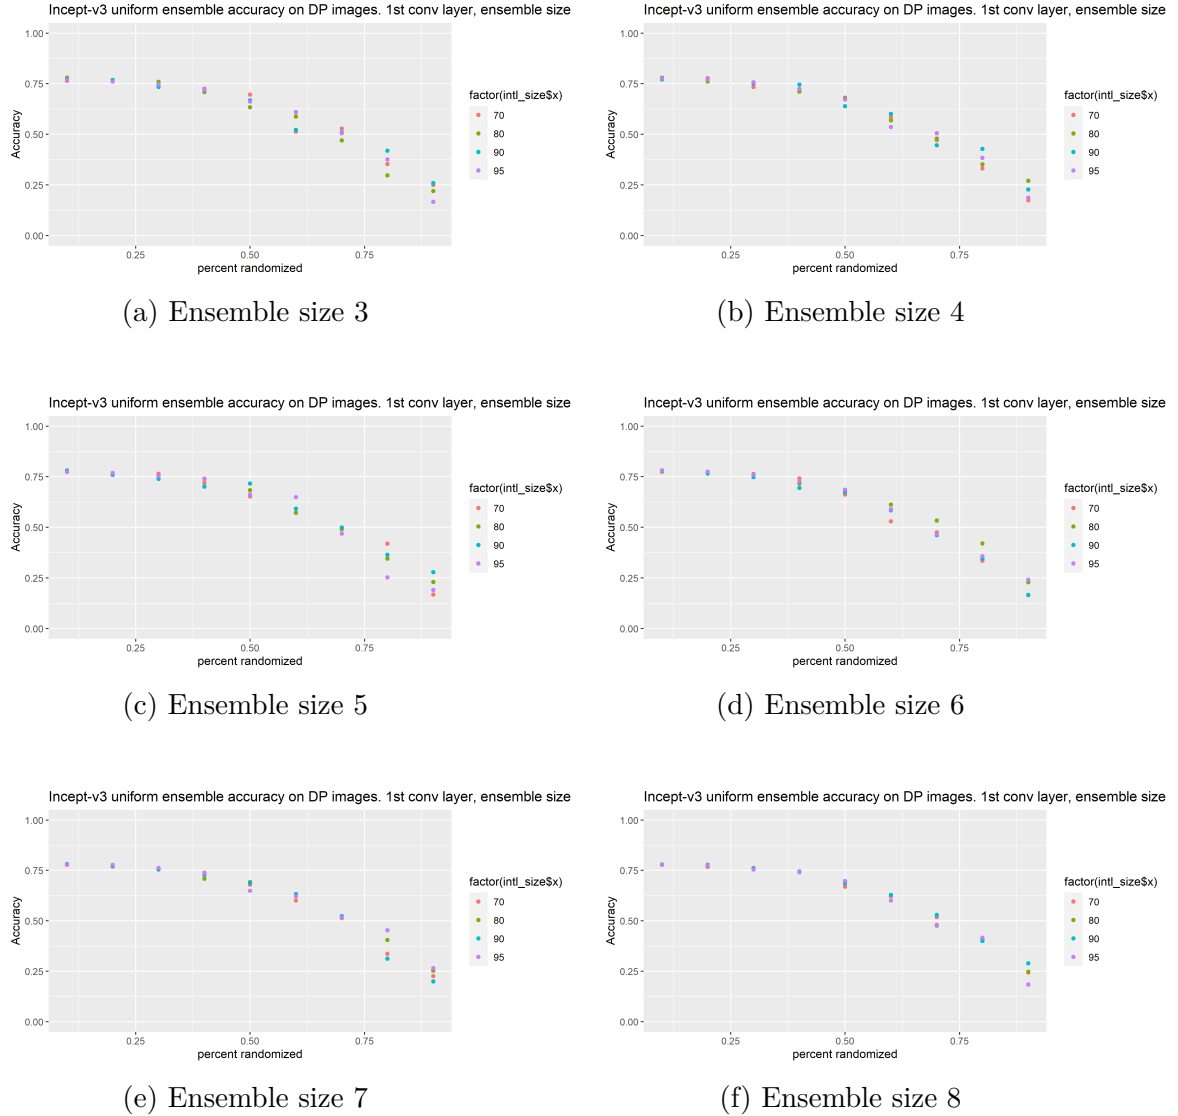 Incept-v3 uniform ensemble accuracy on DP images. 1st conv layer, ensemble size
1.00
0.75
0.50
0.25
0.00
Accuracy
0.25 0.50 0.75
percent randomized
factor(intl_size$x)
70
80
90
95
(a) Ensemble size 3
Incept-v3 uniform ensemble accuracy on DP images. 1st conv layer, ensemble size
1.00
0.75
0.50
0.25
0.00
Accuracy
0.25 0.50 0.75
percent randomized
factor(intl_size$x)
70
80
90
95
(b) Ensemble size 4
Incept-v3 uniform ensemble accuracy on DP images. 1st conv layer, ensemble size
1.00
0.75
0.50
0.25
0.00
Accuracy
0.25 0.50 0.75
percent randomized
factor(intl_size$x)
70
80
90
95
(c) Ensemble size 5
Incept-v3 uniform ensemble accuracy on DP images. 1st conv layer, ensemble size
1.00
0.75
0.50
0.25
0.00
Accuracy
0.25 0.50 0.75
percent randomized
factor(intl_size$x)
70
80
90
95
(d) Ensemble size 6
Incept-v3 uniform ensemble accuracy on DP images. 1st conv layer, ensemble size
1.00
0.75
0.50
0.25
0.00
Accuracy
0.25 0.50 0.75
percent randomized
factor(intl_size$x)
70
80
90
95
(e) Ensemble size 7
Incept-v3 uniform ensemble accuracy on DP images. 1st conv layer, ensemble size
1.00
0.75
0.50
0.25
0.00
Accuracy
0.25 0.50 0.75
percent randomized
factor(intl_size$x)
70
80
90
95
(f) Ensemble size 8